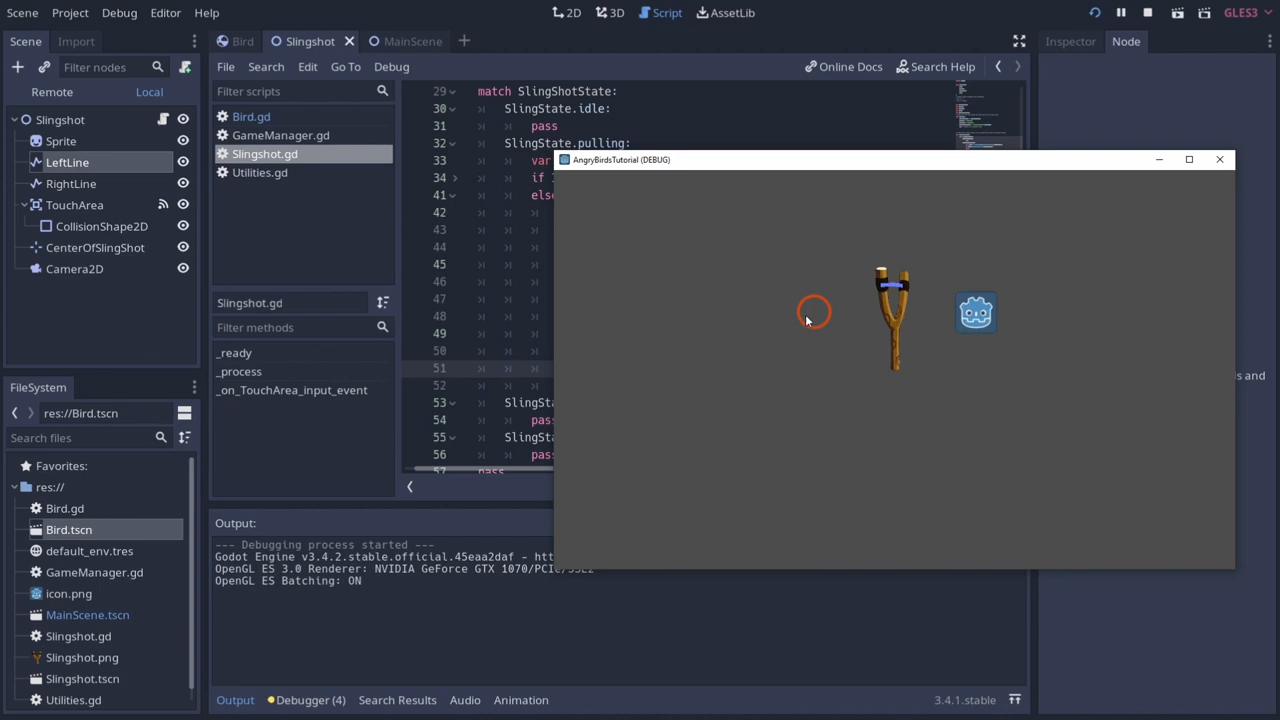 Scene Project Debug Editor Help
2D 3D Script AssetLib
GLES3
Scene Import
Bird Slingshot MainScene
Inspector Node
Filter nodes
File Search Edit Go To Debug
Online Docs Search Help
Remote Local
Filter scripts
Slingshot
Sprite
LeftLine
RightLine
TouchArea
CollisionShape2D
CenterOfSlingShot
Camera2D
Bird.gd
GameManager.gd
Slingshot.gd
Utilities.gd
Slingshot.gd
Filter methods
_ready
_process
_on_TouchArea_input_event
29 match SlingShotState:
30 SlingState.idle:
31 pass
32 SlingState.pulling:
33 var
34 if
41 else
42
43
44
45
46
47
48
49
50
51
52
53 SlingSta
54 pass
55 SlingSta
56 pass
57 pass
AngryBirdsTutorial (DEBUG)
s and
FileSystem
res://Bird.tscn
Search files
Favorites:
res://
Bird.gd
Bird.tscn
default_env.tres
GameManager.gd
icon.png
MainScene.tscn
Slingshot.gd
Slingshot.png
Slingshot.tscn
Utilities.gd
Output:
--- Debugging process started ---
Godot Engine v3.4.2.stable.official.45eaa2daf - htt
OpenGL ES 3.0 Renderer: NVIDIA GeForce GTX 1070/PCIe/SSE2
OpenGL ES Batching: ON
Output Debugger (4) Search Results Audio Animation
3.4.1.stable